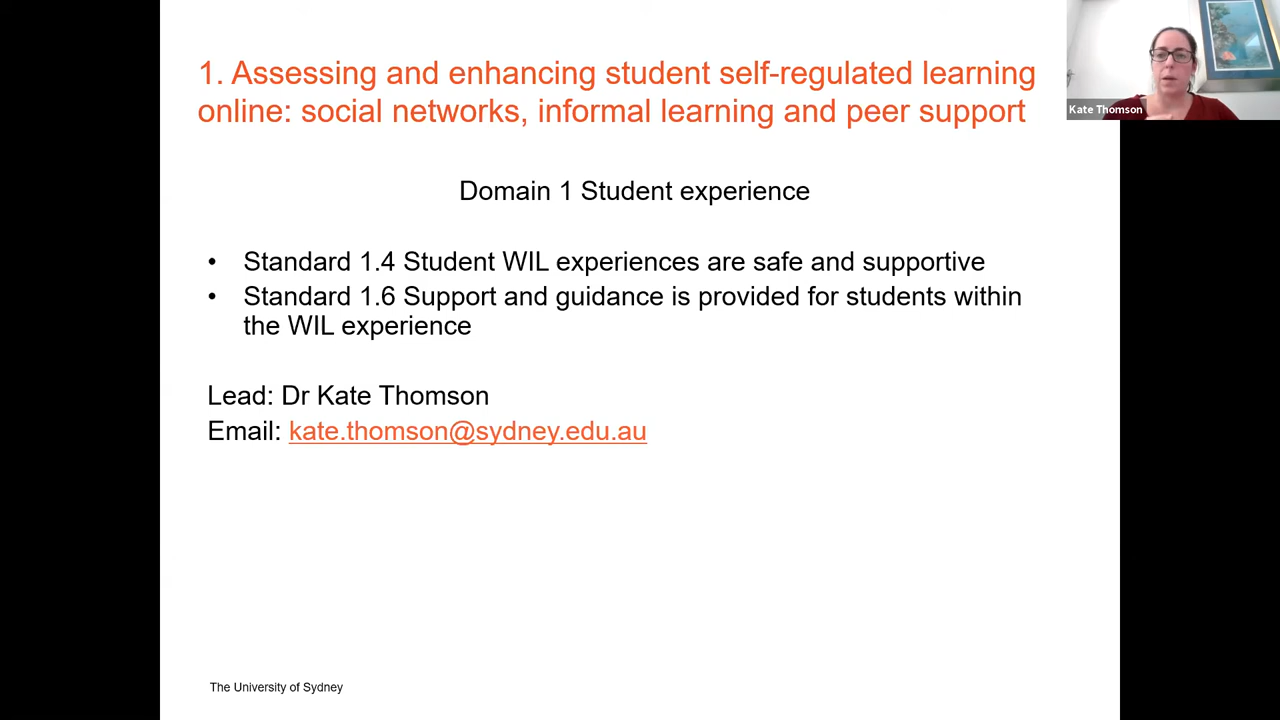 1. Assessing and enhancing student self-regulated learning
online: social networks, informal learning and peer support
Kate Thomson
Domain 1 Student experience
• Standard 1.4 Student WIL experiences are safe and supportive
• Standard 1.6 Support and guidance is provided for students within
the WIL experience
Lead: Dr Kate Thomson
Email: kate.thomson@sydney.edu.au
The University of Sydney